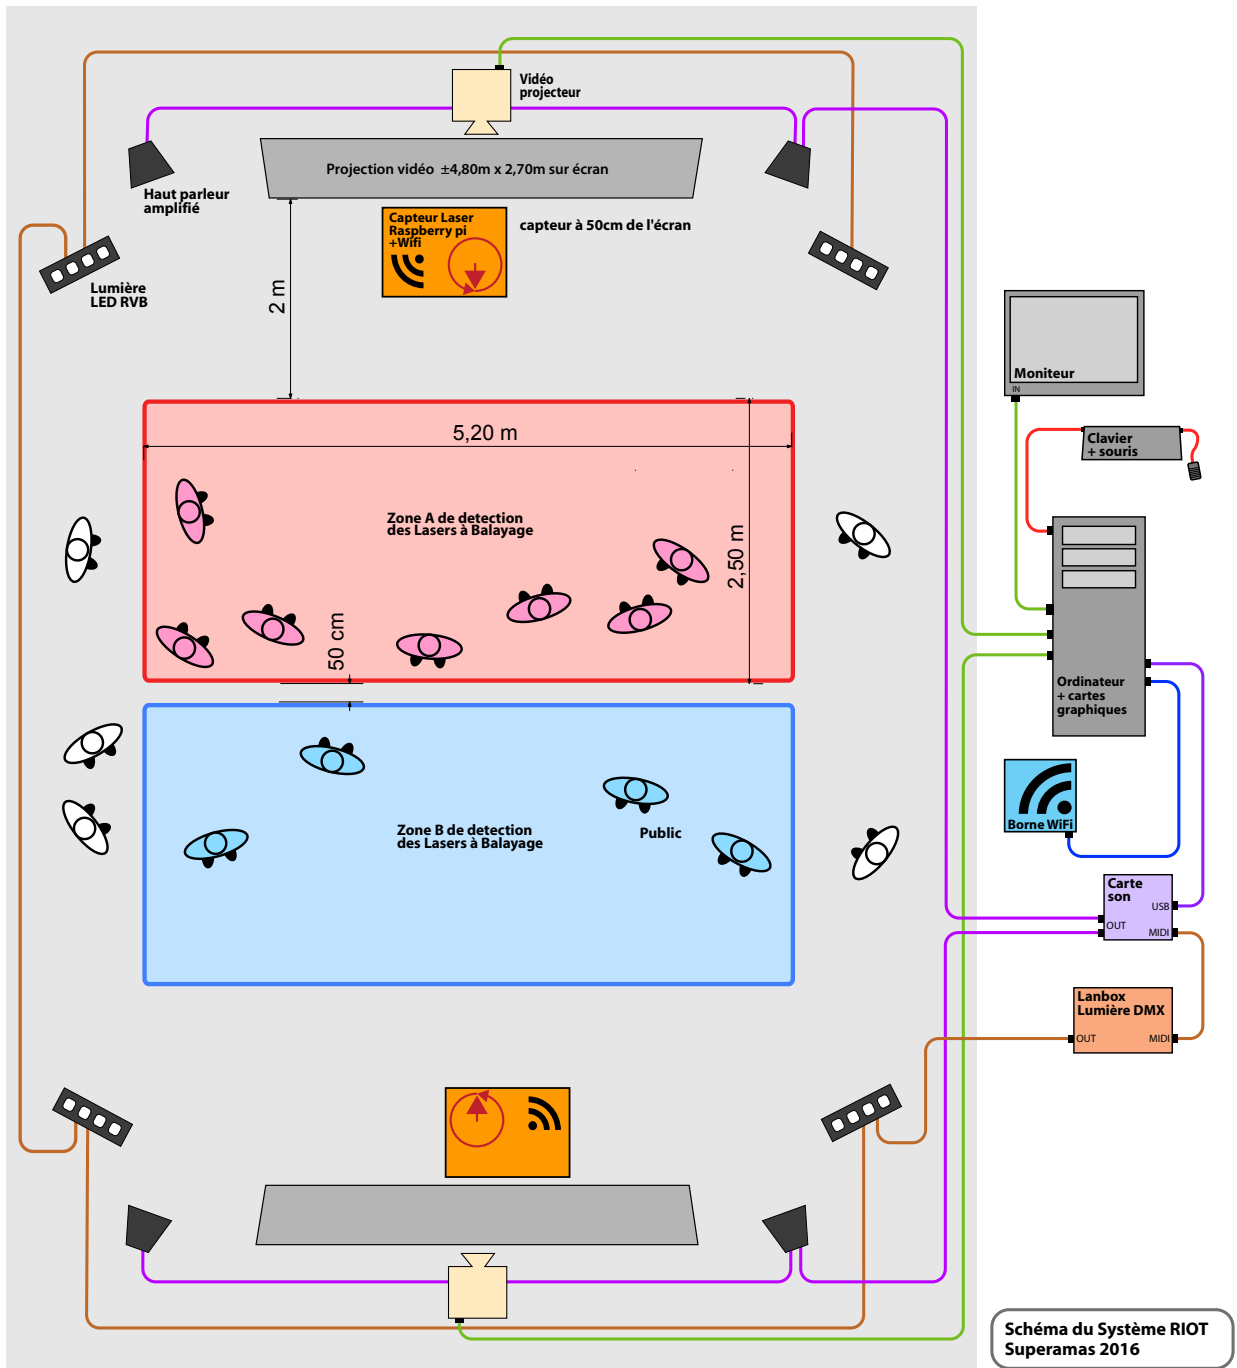 Vidéo
projecteur
Projection vidéo ±4,80m x 2,70m sur écran
Haut parleur
amplifié
Capteur Laser
Raspberry pi
+Wifi
capteur à 50cm de l'écran
Lumière
LED RVB
2 m
Moniteur
IN
5,20 m
Clavier
+ souris
Zone A de detection
des Lasers à Balayage
2,50 m
50 cm
Ordinateur
+ cartes
graphiques
Borne WiFi
Zone B de detection
des Lasers à Balayage
Public
Carte
son
USB
OUT
MIDI
Lanbox
Lumière DMX
OUT
MIDI
Schéma du Système RIOT
Superamas 2016